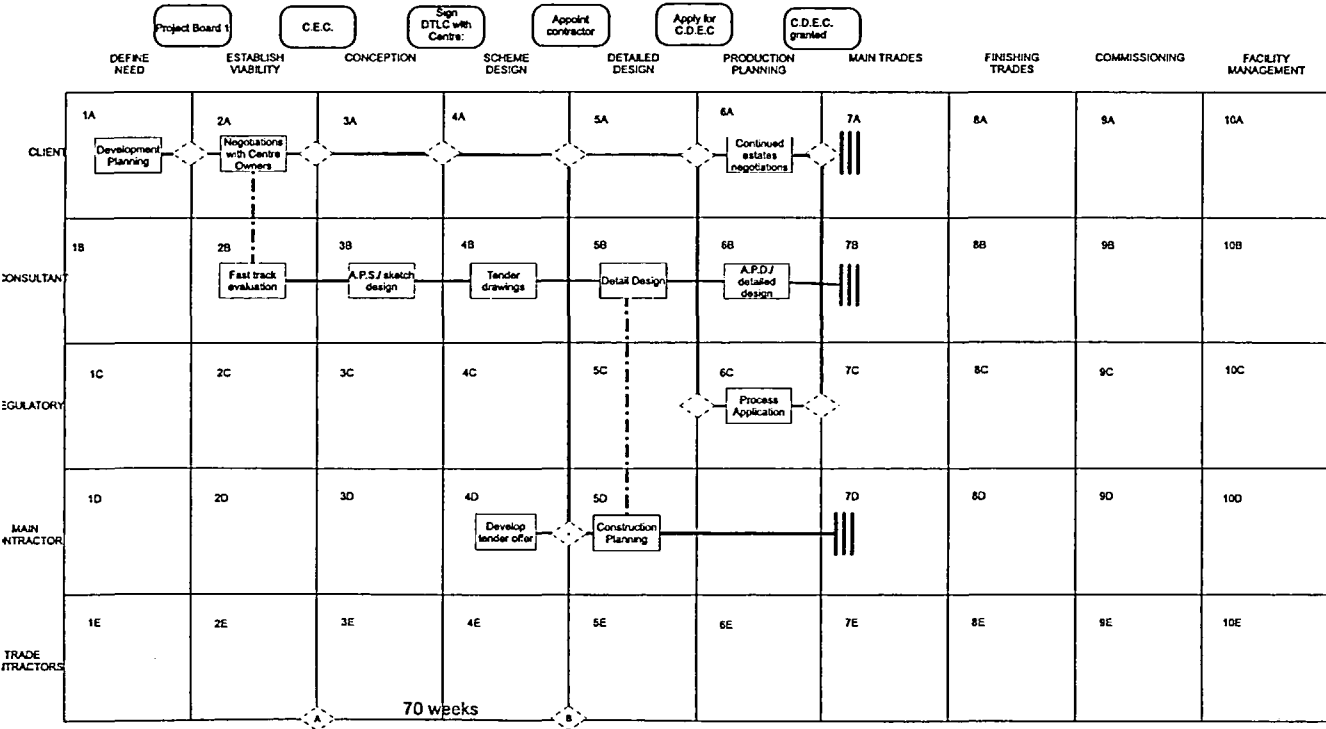 Project Board 1
C.E.C.
Sign
DTLC with
Centre:
Appoint
contractor
Apply for
C.D.E.C
C.D.E.C.
granted
DEFINE
NEED
ESTABLISH
VIABILITY
CONCEPTION
SCHEME
DESIGN
DETAILED
DESIGN
PRODUCTION
PLANNING
MAIN TRADES
FINISHING
TRADES
COMMISSIONING
FACILITY
MANAGEMENT
CLIENT
1A
2A
3A
4A
5A
6A
7A
8A
9A
10A
Development
Planning
Negotiations
with Centre
Owners
Continued
estates
negotiations
CONSULTANT
1B
2B
3B
4B
5B
6B
7B
8B
9B
10B
Fast track
evaluation
A.P.S./ sketch
design
Tender
drawings
Detail Design
A.P.D./
detailed
design
EGULATORY
1C
2C
3C
4C
5C
6C
7C
8C
9C
10C
Process
Application
MAIN
NTRACTOR
1D
2D
3D
4D
5D
7D
8D
9D
10D
Develop
tender offer
Construction
Planning
TRADE
NTRACTORS
1E
2E
3E
4E
5E
6E
7E
8E
9E
10E
A
70 weeks
B